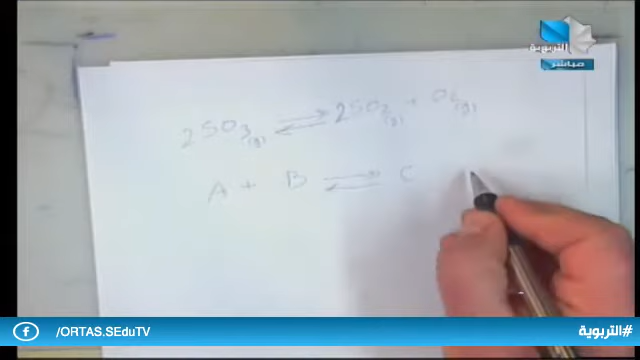 التربوية
مباشر
2SO3(g) ⇌ 2SO2(g) + O2(g)
A + B ⇌ C
/ORTAS.SEduTV
#التربوية